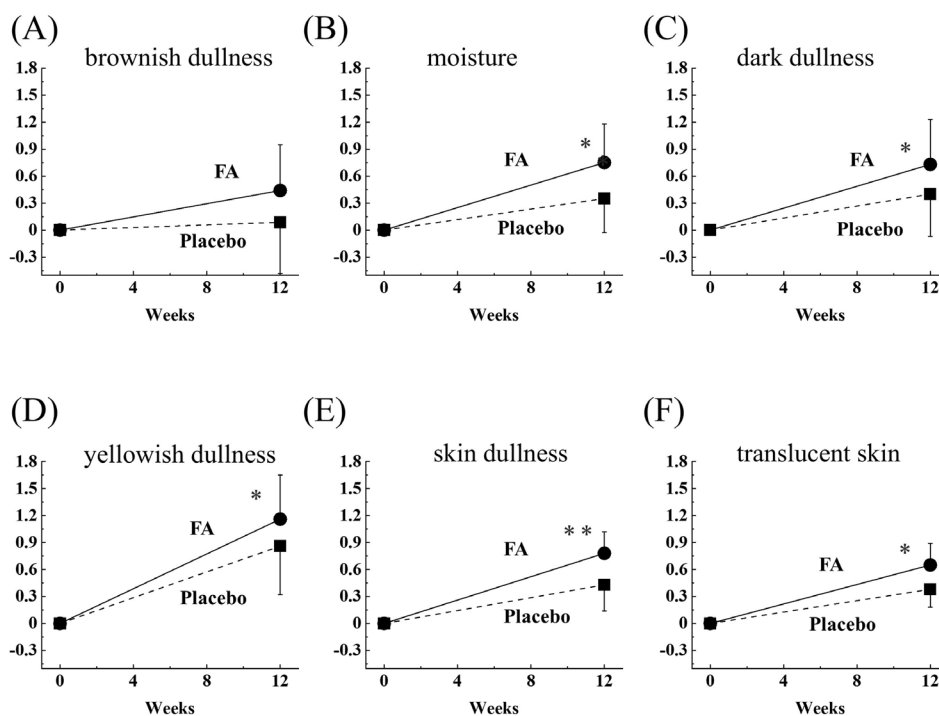 (A)
brownish dullness
1.8
1.5
1.2
0.9
0.6
0.3
0
-0.3
FA
Placebo
0 4 8 12
Weeks
(B)
moisture
1.8
1.5
1.2
0.9
0.6
0.3
0
-0.3
*
FA
Placebo
0 4 8 12
Weeks
(C)
dark dullness
1.8
1.5
1.2
0.9
0.6
0.3
0
-0.3
*
FA
Placebo
0 4 8 12
Weeks
(D)
yellowish dullness
1.8
1.5
1.2
0.9
0.6
0.3
0
-0.3
*
FA
Placebo
0 4 8 12
Weeks
(E)
skin dullness
1.8
1.5
1.2
0.9
0.6
0.3
0
-0.3
**
FA
Placebo
0 4 8 12
Weeks
(F)
translucent skin
1.8
1.5
1.2
0.9
0.6
0.3
0
-0.3
*
FA
Placebo
0 4 8 12
Weeks